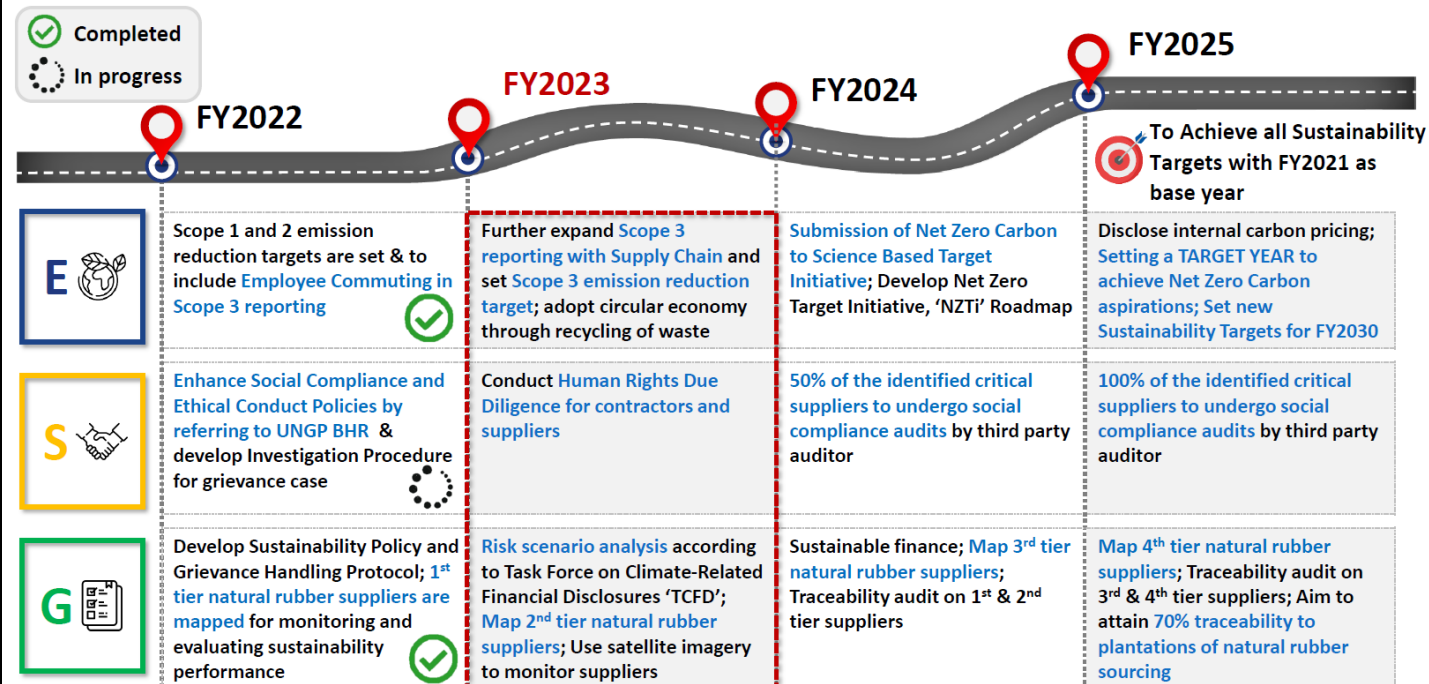 Completed
In progress
FY2022
FY2023
FY2024
FY2025
To Achieve all Sustainability
Targets with FY2021 as
base year
E
Scope 1 and 2 emission
reduction targets are set & to
include Employee Commuting in
Scope 3 reporting
Further expand Scope 3
reporting with Supply Chain and
set Scope 3 emission reduction
target; adopt circular economy
through recycling of waste
Submission of Net Zero Carbon
to Science Based Target
Initiative; Develop Net Zero
Target Initiative, ‘NZTi’ Roadmap
Disclose internal carbon pricing;
Setting a TARGET YEAR to
achieve Net Zero Carbon
aspirations; Set new
Sustainability Targets for FY2030
S
Enhance Social Compliance and
Ethical Conduct Policies by
referring to UNGP BHR &
develop Investigation Procedure
for grievance case
Conduct Human Rights Due
Diligence for contractors and
suppliers
50% of the identified critical
suppliers to undergo social
compliance audits by third party
auditor
100% of the identified critical
suppliers to undergo social
compliance audits by third party
auditor
G
Develop Sustainability Policy and
Grievance Handling Protocol; 1st
tier natural rubber suppliers are
mapped for monitoring and
evaluating sustainability
performance
Risk scenario analysis according
to Task Force on Climate-Related
Financial Disclosures ‘TCFD’;
Map 2nd tier natural rubber
suppliers; Use satellite imagery
to monitor suppliers
Sustainable finance; Map 3rd tier
natural rubber suppliers;
Traceability audit on 1st & 2nd
tier suppliers
Map 4th tier natural rubber
suppliers; Traceability audit on
3rd & 4th tier suppliers; Aim to
attain 70% traceability to
plantations of natural rubber
sourcing